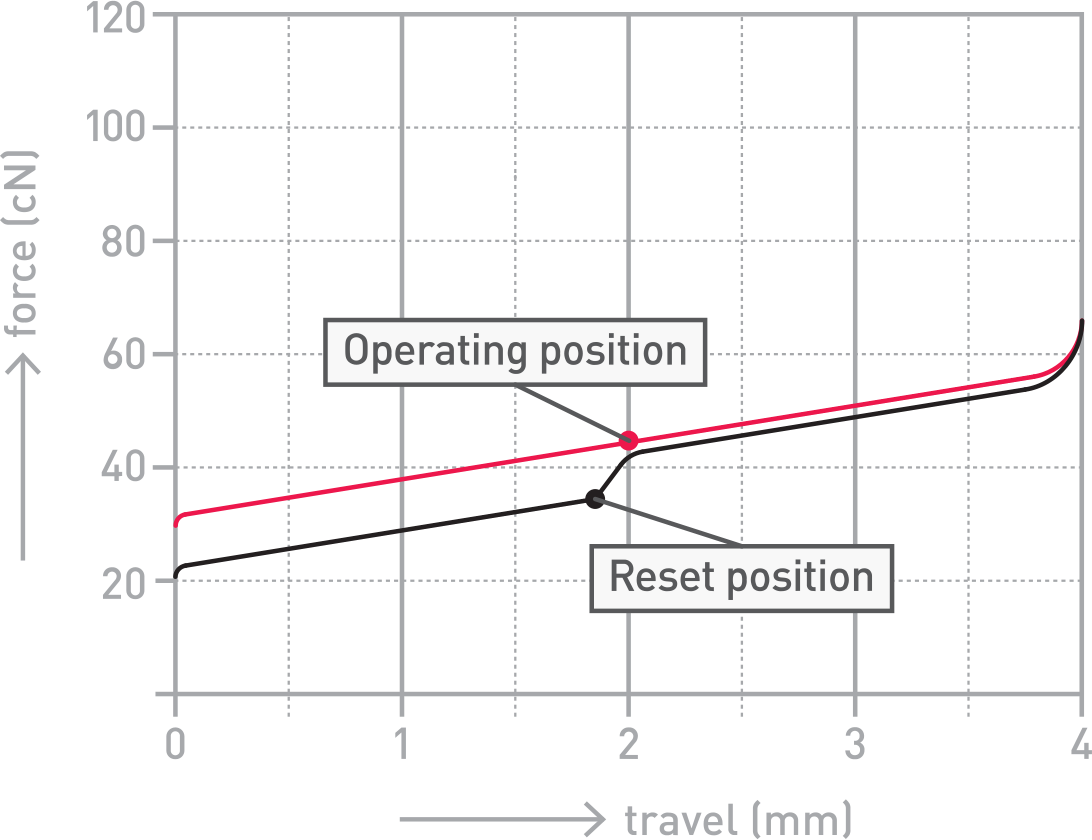 120
100
80
60
40
20
force (cN)
Operating position
Reset position
0 1 2 3 4
travel (mm)